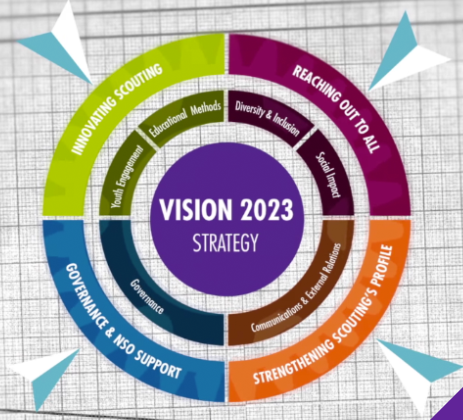 INNOVATING SCOUTING
REACHING OUT TO ALL
Youth Engagement
Educational Methods
Diversity & Inclusion
Social Impact
VISION 2023
STRATEGY
Governance
Communications & External Relations
GOVERNANCE & NSO SUPPORT
STRENGTHENING SCOUTING'S PROFILE